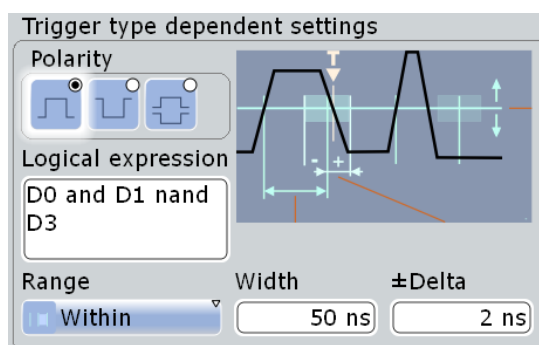 Trigger type dependent settings
Polarity
T
- +
Logical expression
D0 and D1 nand
D3
Range Width ±Delta
Within 50 ns 2 ns